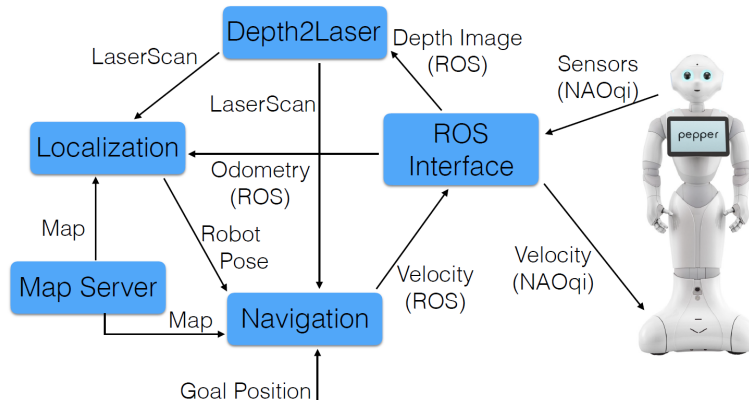 Depth2Laser
Depth Image
(ROS)
LaserScan
Sensors
(NAOqi)
LaserScan
Localization
ROS
Interface
pepper
Odometry
(ROS)
Map
Robot
Pose
Velocity
(ROS)
Velocity
(NAOqi)
Map Server
Map
Navigation
Goal Position